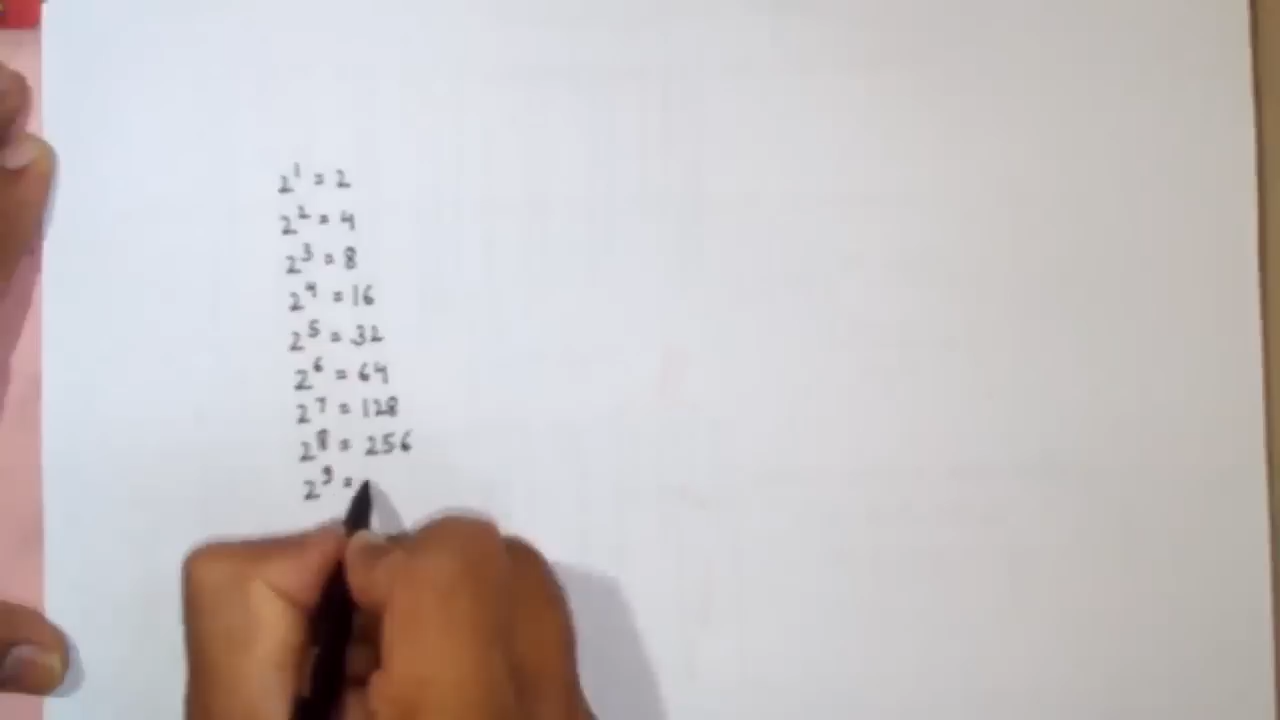 2¹ = 2
2² = 4
2³ = 8
2⁴ = 16
2⁵ = 32
2⁶ = 64
2⁷ = 128
2⁸ = 256
2⁹ =